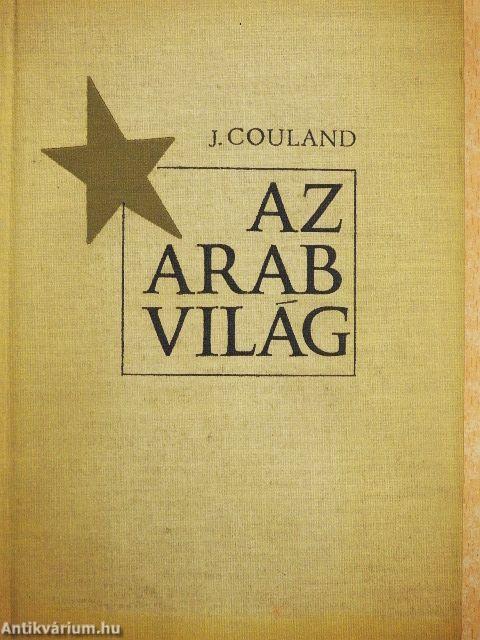 J. COULAND
AZ
ARAB
VILÁG
Antikvárium.hu